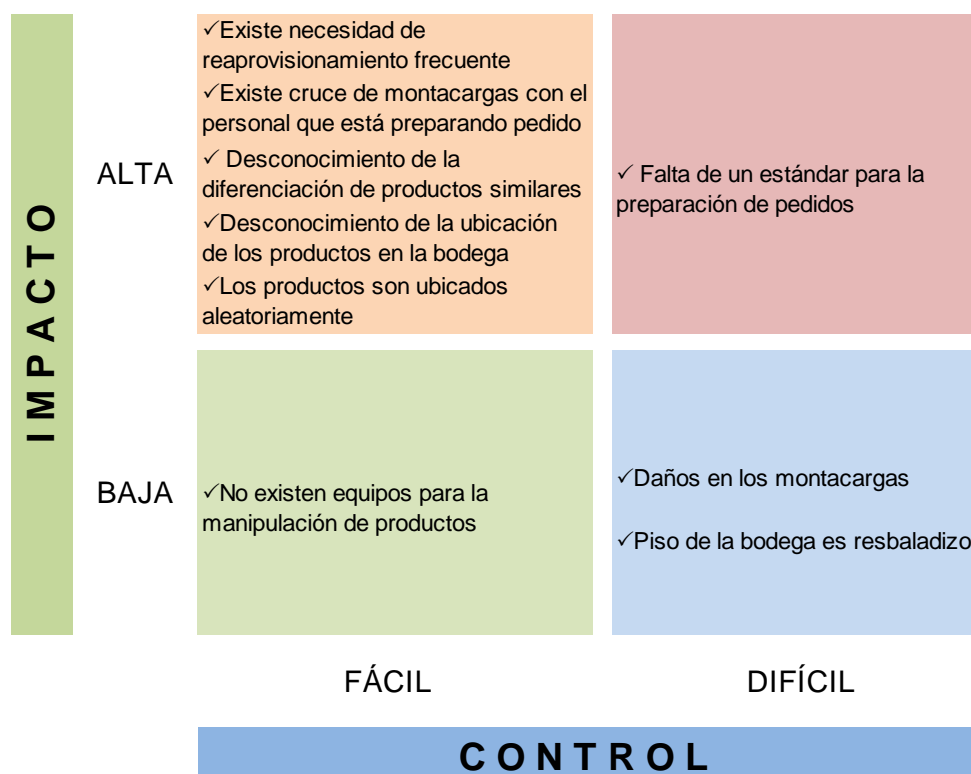 IMPACTO
ALTA
✓Existe necesidad de
reaprovisionamiento frecuente
✓Existe cruce de montacargas con el
personal que está preparando pedido
✓ Desconocimiento de la
diferenciación de productos similares
✓Desconocimiento de la ubicación
de los productos en la bodega
✓Los productos son ubicados
aleatoriamente
✓ Falta de un estándar para la
preparación de pedidos
BAJA
✓No existen equipos para la
manipulación de productos
✓Daños en los montacargas
✓Piso de la bodega es resbaladizo
FÁCIL
DIFÍCIL
CONTROL